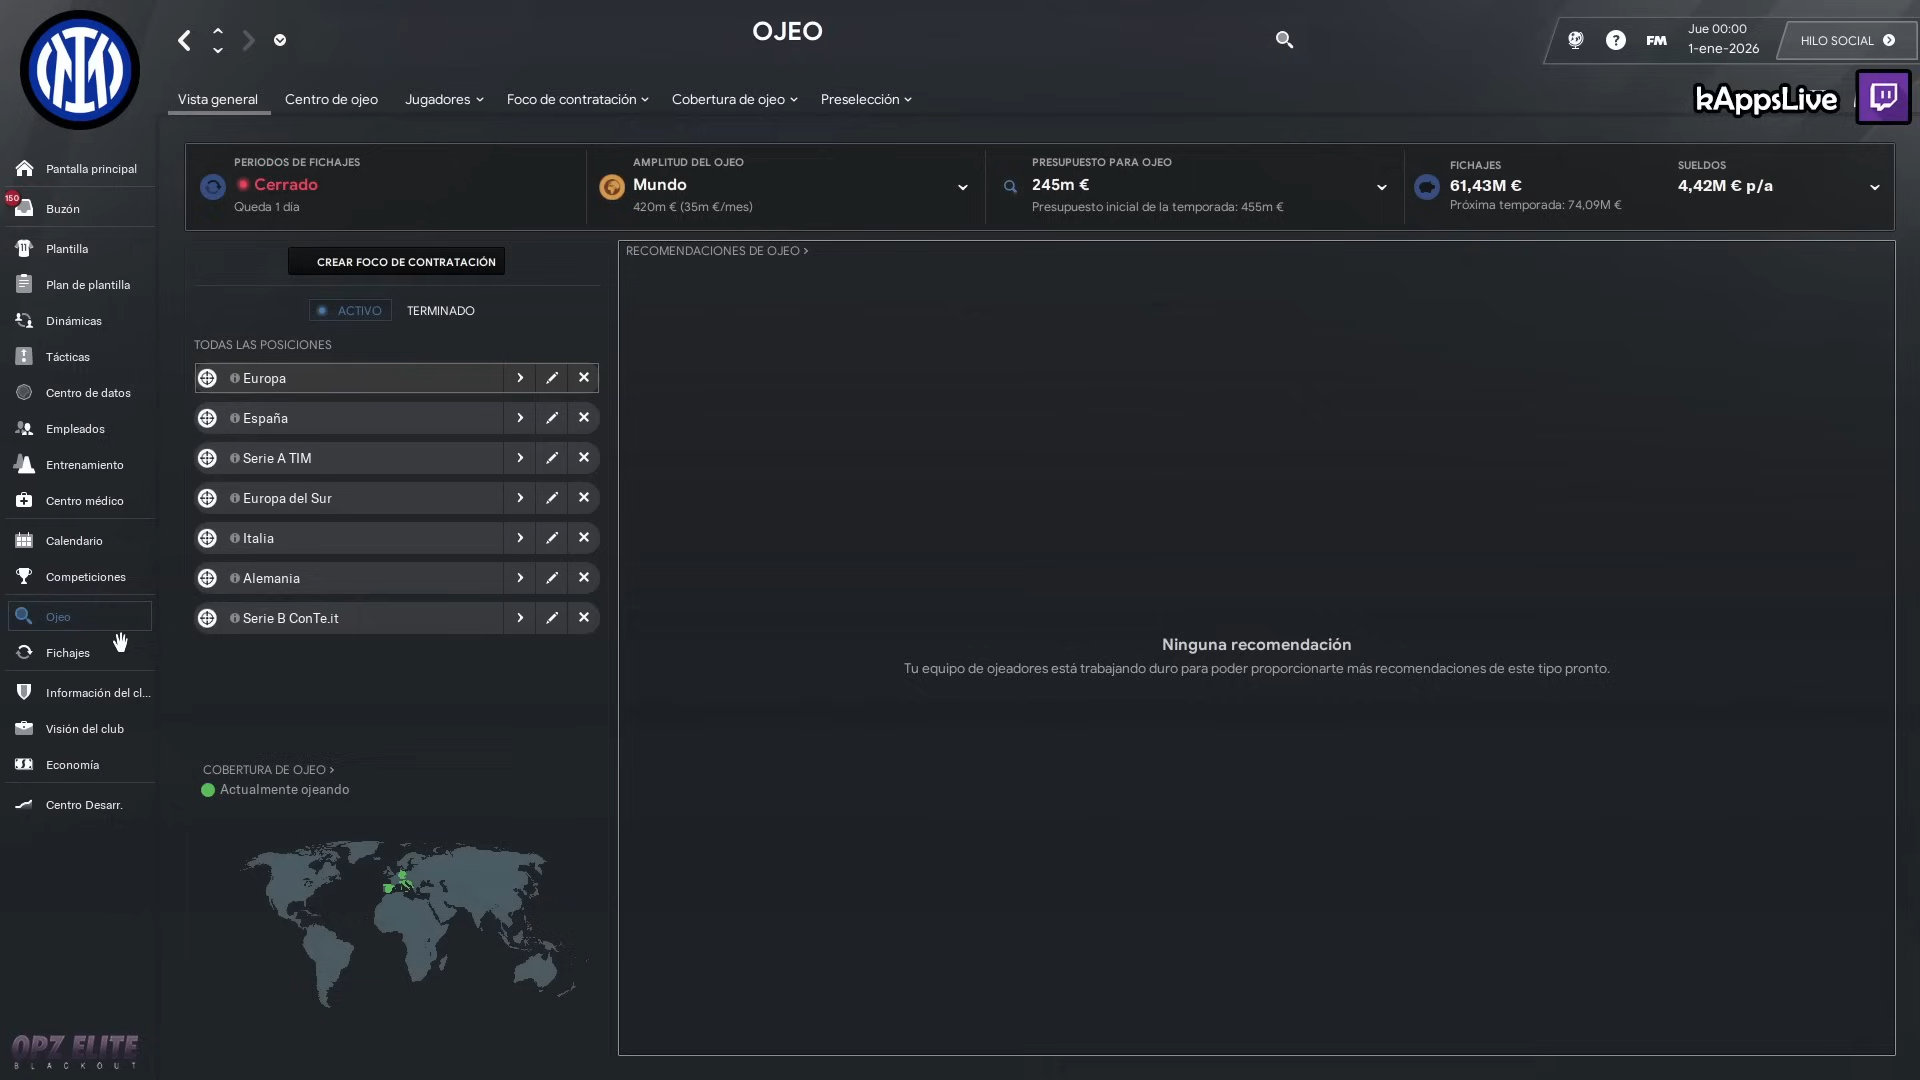 OJEO
Jue 00:00
1-ene-2026
FM
HILO SOCIAL
Vista general
Centro de ojeo
Jugadores
Foco de contratación
Cobertura de ojeo
Preselección
kAppsLive
Pantalla principal
150
Buzón
Plantilla
Plan de plantilla
Dinámicas
Tácticas
Centro de datos
Empleados
Entrenamiento
Centro médico
Calendario
Competiciones
Ojeo
Fichajes
Información del cl...
Visión del club
Economía
Centro Desarr.
OPZ ELITE
BLACKOUT
PERIODOS DE FICHAJES
Cerrado
Queda 1 día
AMPLITUD DEL OJEO
Mundo
420m € (35m €/mes)
PRESUPUESTO PARA OJEO
245m €
Presupuesto inicial de la temporada: 455m €
FICHAJES
61,43M €
Próxima temporada: 74,09M €
SUELDOS
4,42M € p/a
CREAR FOCO DE CONTRATACIÓN
ACTIVO
TERMINADO
TODAS LAS POSICIONES
Europa
España
Serie A TIM
Europa del Sur
Italia
Alemania
Serie B ConTe.it
COBERTURA DE OJEO >
Actualmente ojeando
RECOMENDACIONES DE OJEO >
Ninguna recomendación
Tu equipo de ojeadores está trabajando duro para poder proporcionarte más recomendaciones de este tipo pronto.